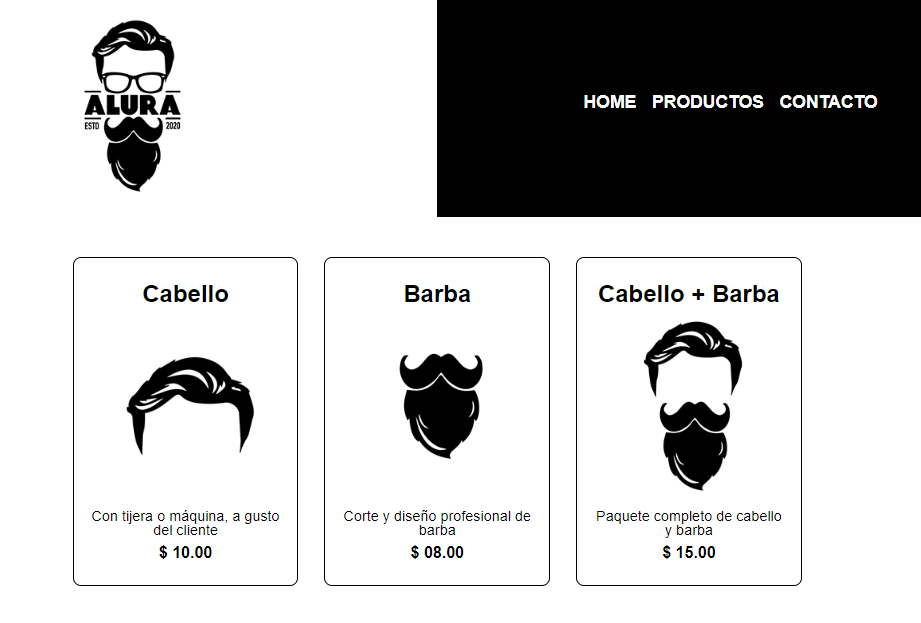 ALURA
ESTD 2020
HOME PRODUCTOS CONTACTO
Cabello
Con tijera o máquina, a gusto
del cliente
$ 10.00
Barba
Corte y diseño profesional de
barba
$ 08.00
Cabello + Barba
Paquete completo de cabello
y barba
$ 15.00